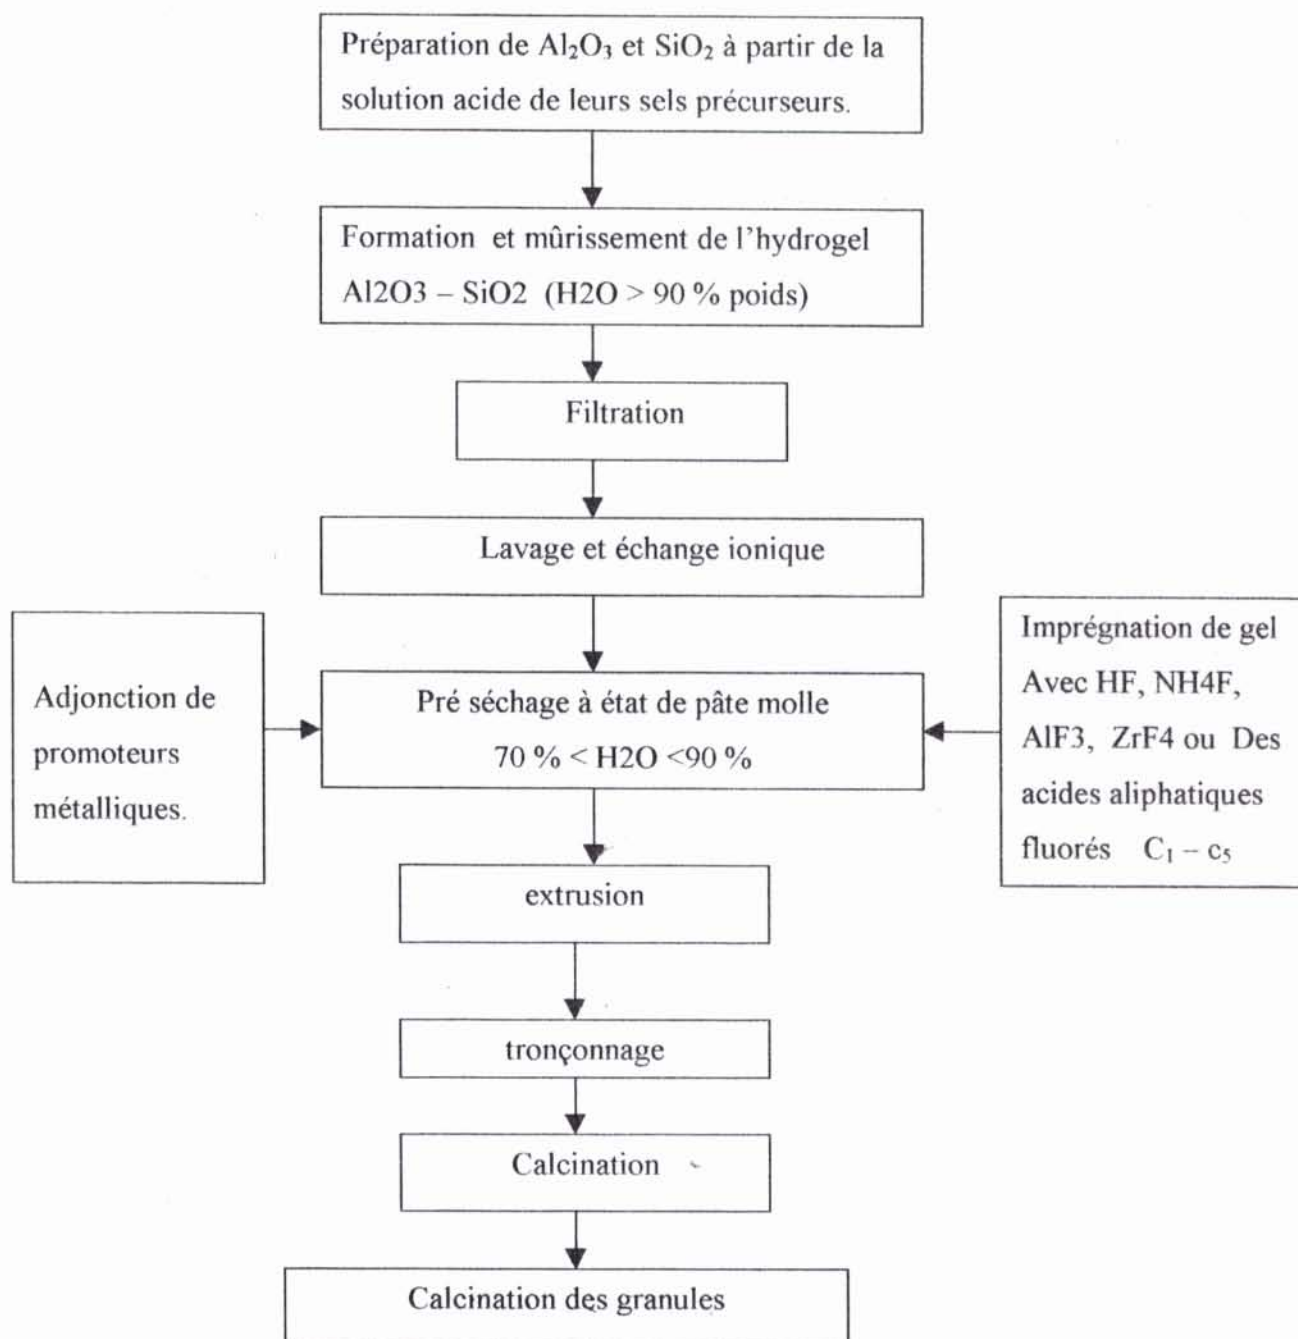 Préparation de Al₂O₃ et SiO₂ à partir de la
solution acide de leurs sels précurseurs.
Formation et mûrissement de l'hydrogel
Al2O3 – SiO2 (H2O > 90 % poids)
Filtration
Lavage et échange ionique
Adjonction de
promoteurs
métalliques.
Pré séchage à état de pâte molle
70 % < H2O <90 %
Imprégnation de gel
Avec HF, NH4F,
AlF3, ZrF4 ou Des
acides aliphatiques
fluorés C₁ – c₅
extrusion
tronçonnage
Calcination
Calcination des granules